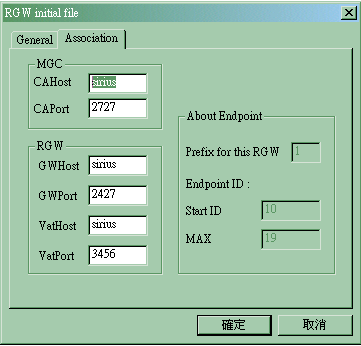 RGW initial file
General
Association
MGC
CAHost
sirius
CAPort
2727
RGW
GWHost
sirius
GWPort
2427
VatHost
sirius
VatPort
3456
About Endpoint
Prefix for this RGW
1
Endpoint ID :
Start ID
10
MAX
19
確定
取消